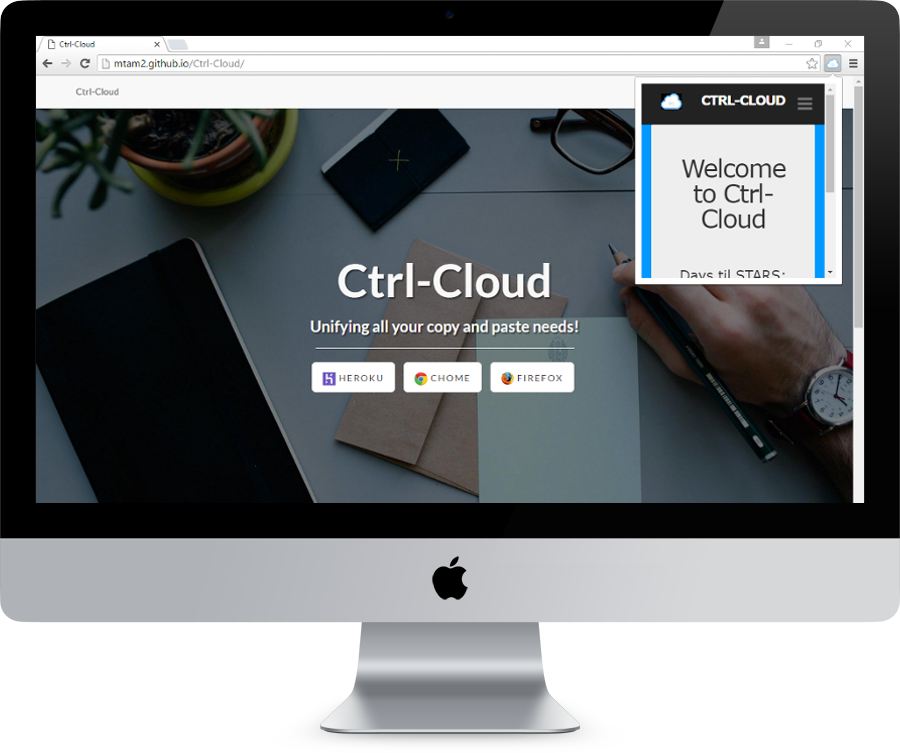 Ctrl-Cloud
mtam2.github.io/Ctrl-Cloud/
Ctrl-Cloud
CTRL-CLOUD
Welcome
to Ctrl-
Cloud
Days til STARS:
Ctrl-Cloud
Unifying all your copy and paste needs!
HEROKU CHOME FIREFOX